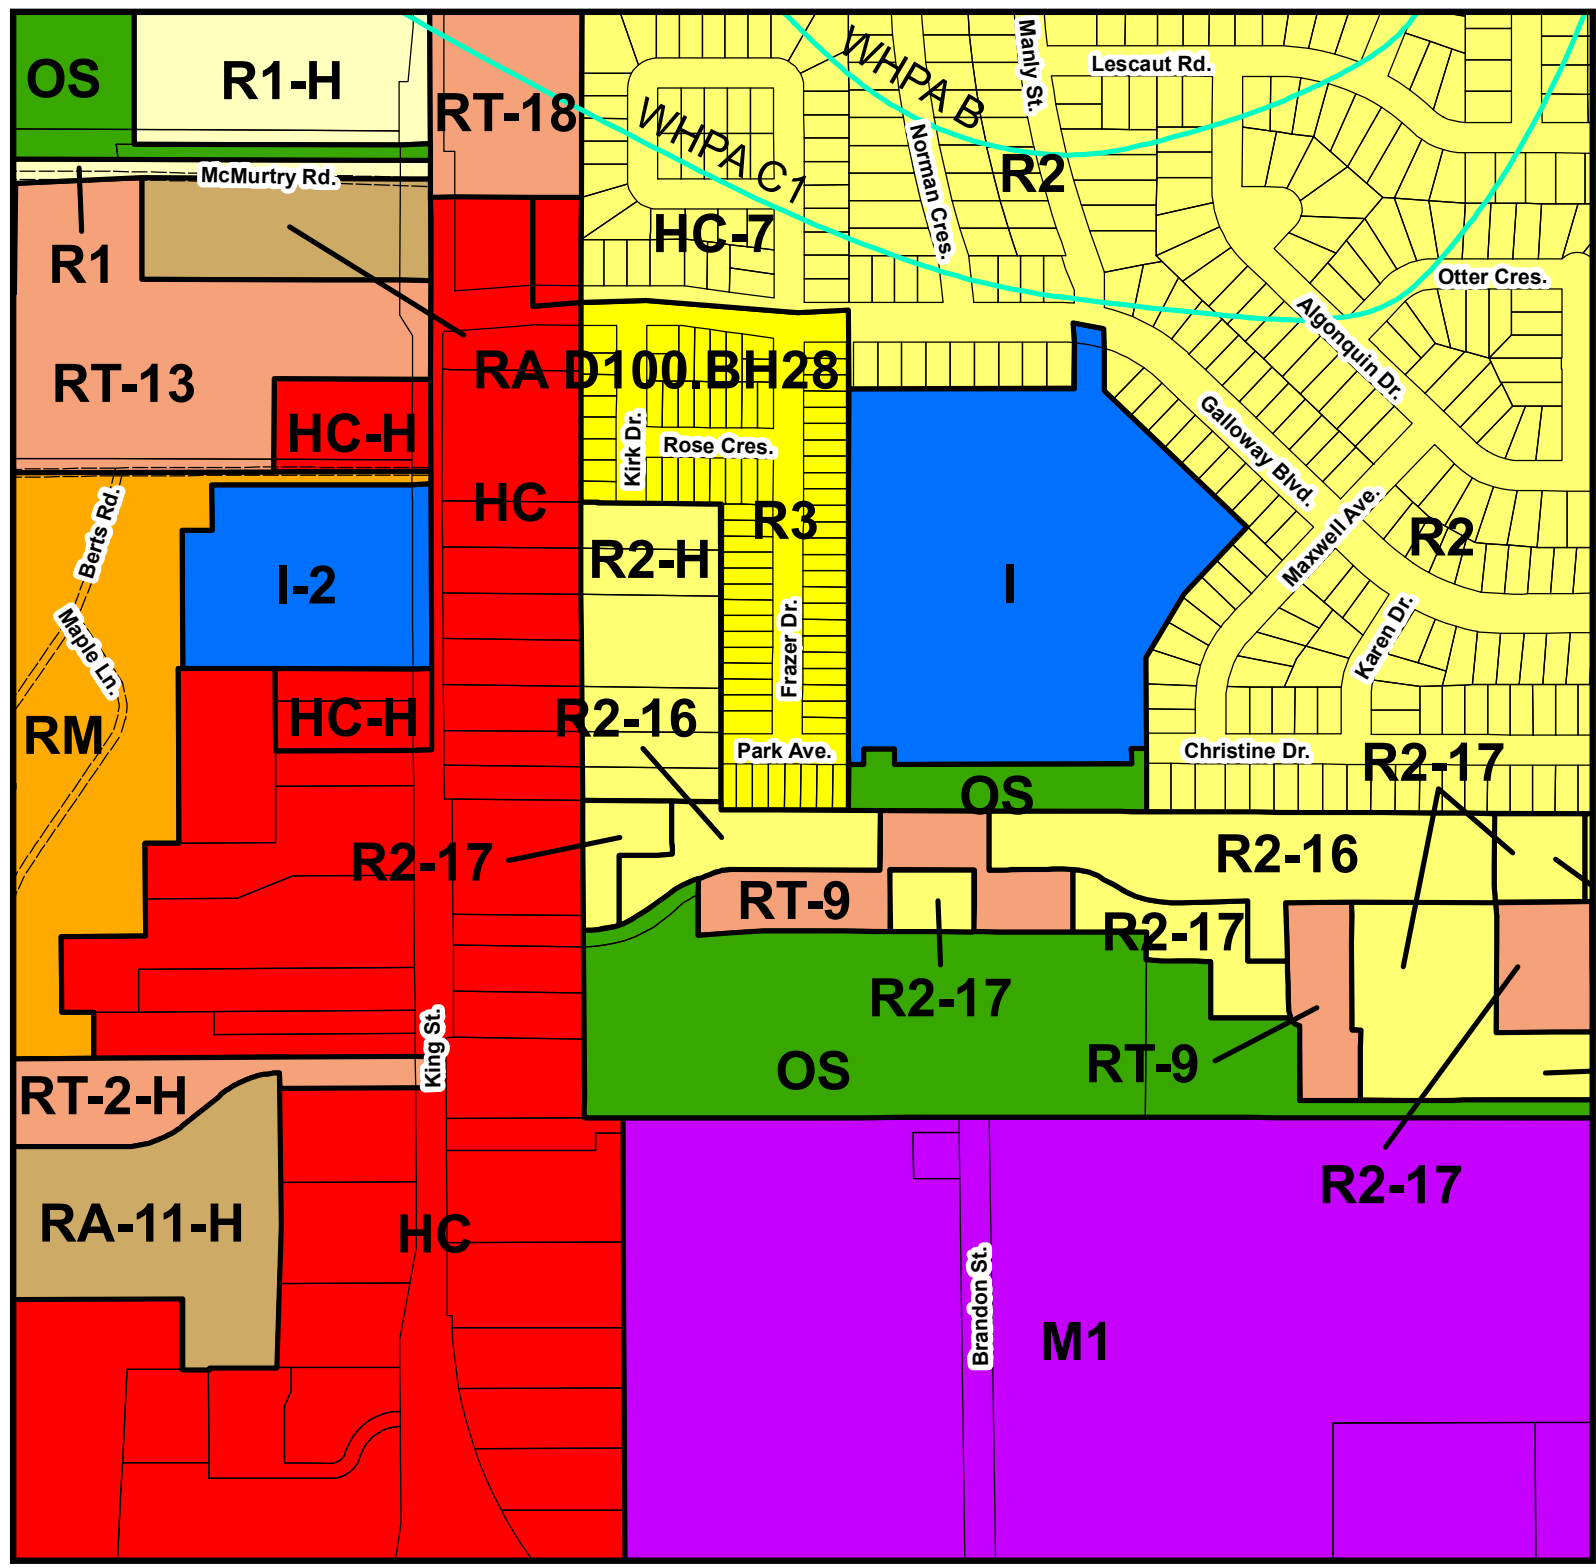 OS
R1-H
RT-18
WHPA B
Manly St.
Lescaut Rd.
WHPA C1
Norman Cres.
R2
McMurtry Rd.
R1
HC-7
Otter Cres.
Algonquin Dr.
RT-13
RA D100.BH28
HC-H
Kirk Dr.
Rose Cres.
Galloway Blvd.
HC
R3
Maxwell Ave.
R2
Berts Rd.
I-2
R2-H
I
Maple Ln.
Frazer Dr.
Karen Dr.
RM
HC-H
R2-16
Park Ave.
Christine Dr.
R2-17
OS
R2-17
R2-16
RT-9
R2-17
R2-17
King St.
OS
RT-9
RT-2-H
R2-17
RA-11-H
HC
Brandon St.
M1